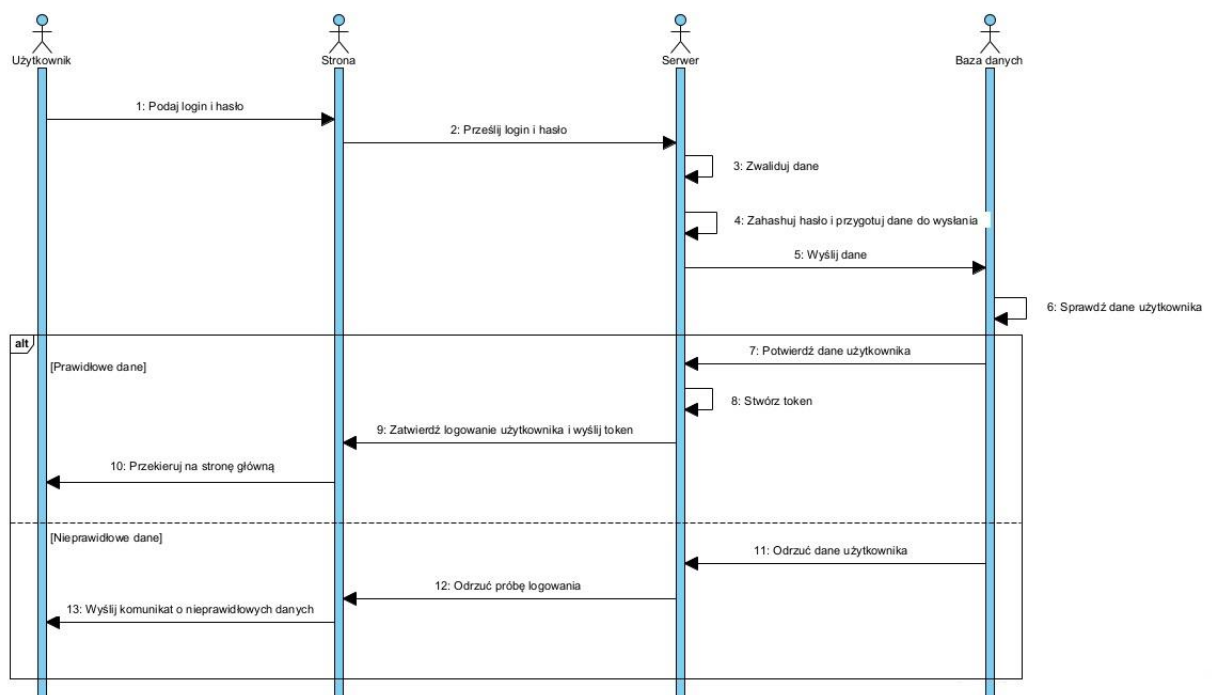 Użytkownik
Strona
Serwer
Baza danych
1: Podaj login i hasło
2: Prześlij login i hasło
3: Zwaliduj dane
4: Zahashuj hasło i przygotuj dane do wysłania
5: Wyślij dane
6: Sprawdź dane użytkownika
alt
7: Potwierdź dane użytkownika
[Prawidłowe dane]
8: Stwórz token
9: Zatwierdź logowanie użytkownika i wyślij token
10: Przekieruj na stronę główną
[Nieprawidłowe dane]
11: Odrzuć dane użytkownika
12: Odrzuć próbę logowania
13: Wyślij komunikat o nieprawidłowych danych